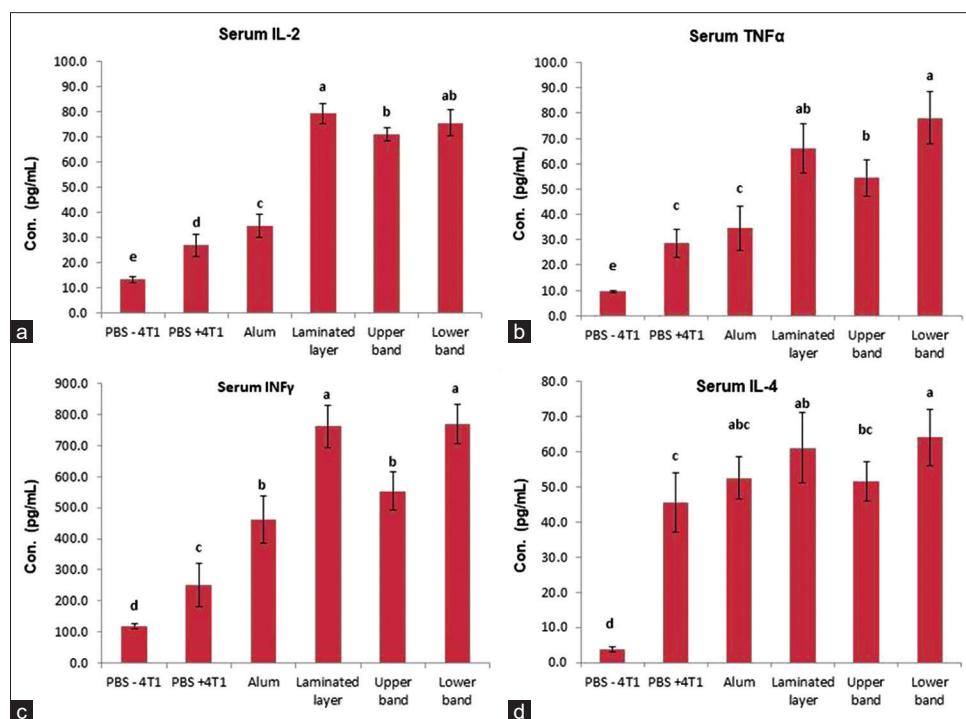 Serum IL-2
100.0
90.0
80.0
70.0
60.0
50.0
40.0
30.0
20.0
10.0
0.0
Con. (pg/mL)
e
d
c
a
b
ab
PBS - 4T1
PBS +4T1
Alum
Laminated
layer
Upper
band
Lower
band
a
Serum TNFα
100.0
90.0
80.0
70.0
60.0
50.0
40.0
30.0
20.0
10.0
0.0
Con. (pg/mL)
e
c
c
ab
b
a
PBS - 4T1
PBS +4T1
Alum
Laminated
layer
Upper
band
Lower
band
b
Serum INFγ
900.0
800.0
700.0
600.0
500.0
400.0
300.0
200.0
100.0
0.0
Con. (pg/mL)
d
c
b
a
b
a
PBS - 4T1
PBS +4T1
Alum
Laminated
layer
Upper
band
Lower
band
c
Serum IL-4
80.0
70.0
60.0
50.0
40.0
30.0
20.0
10.0
0.0
Con. (pg/mL)
d
c
abc
ab
bc
a
PBS - 4T1
PBS +4T1
Alum
Laminated
layer
Upper
band
Lower
band
d